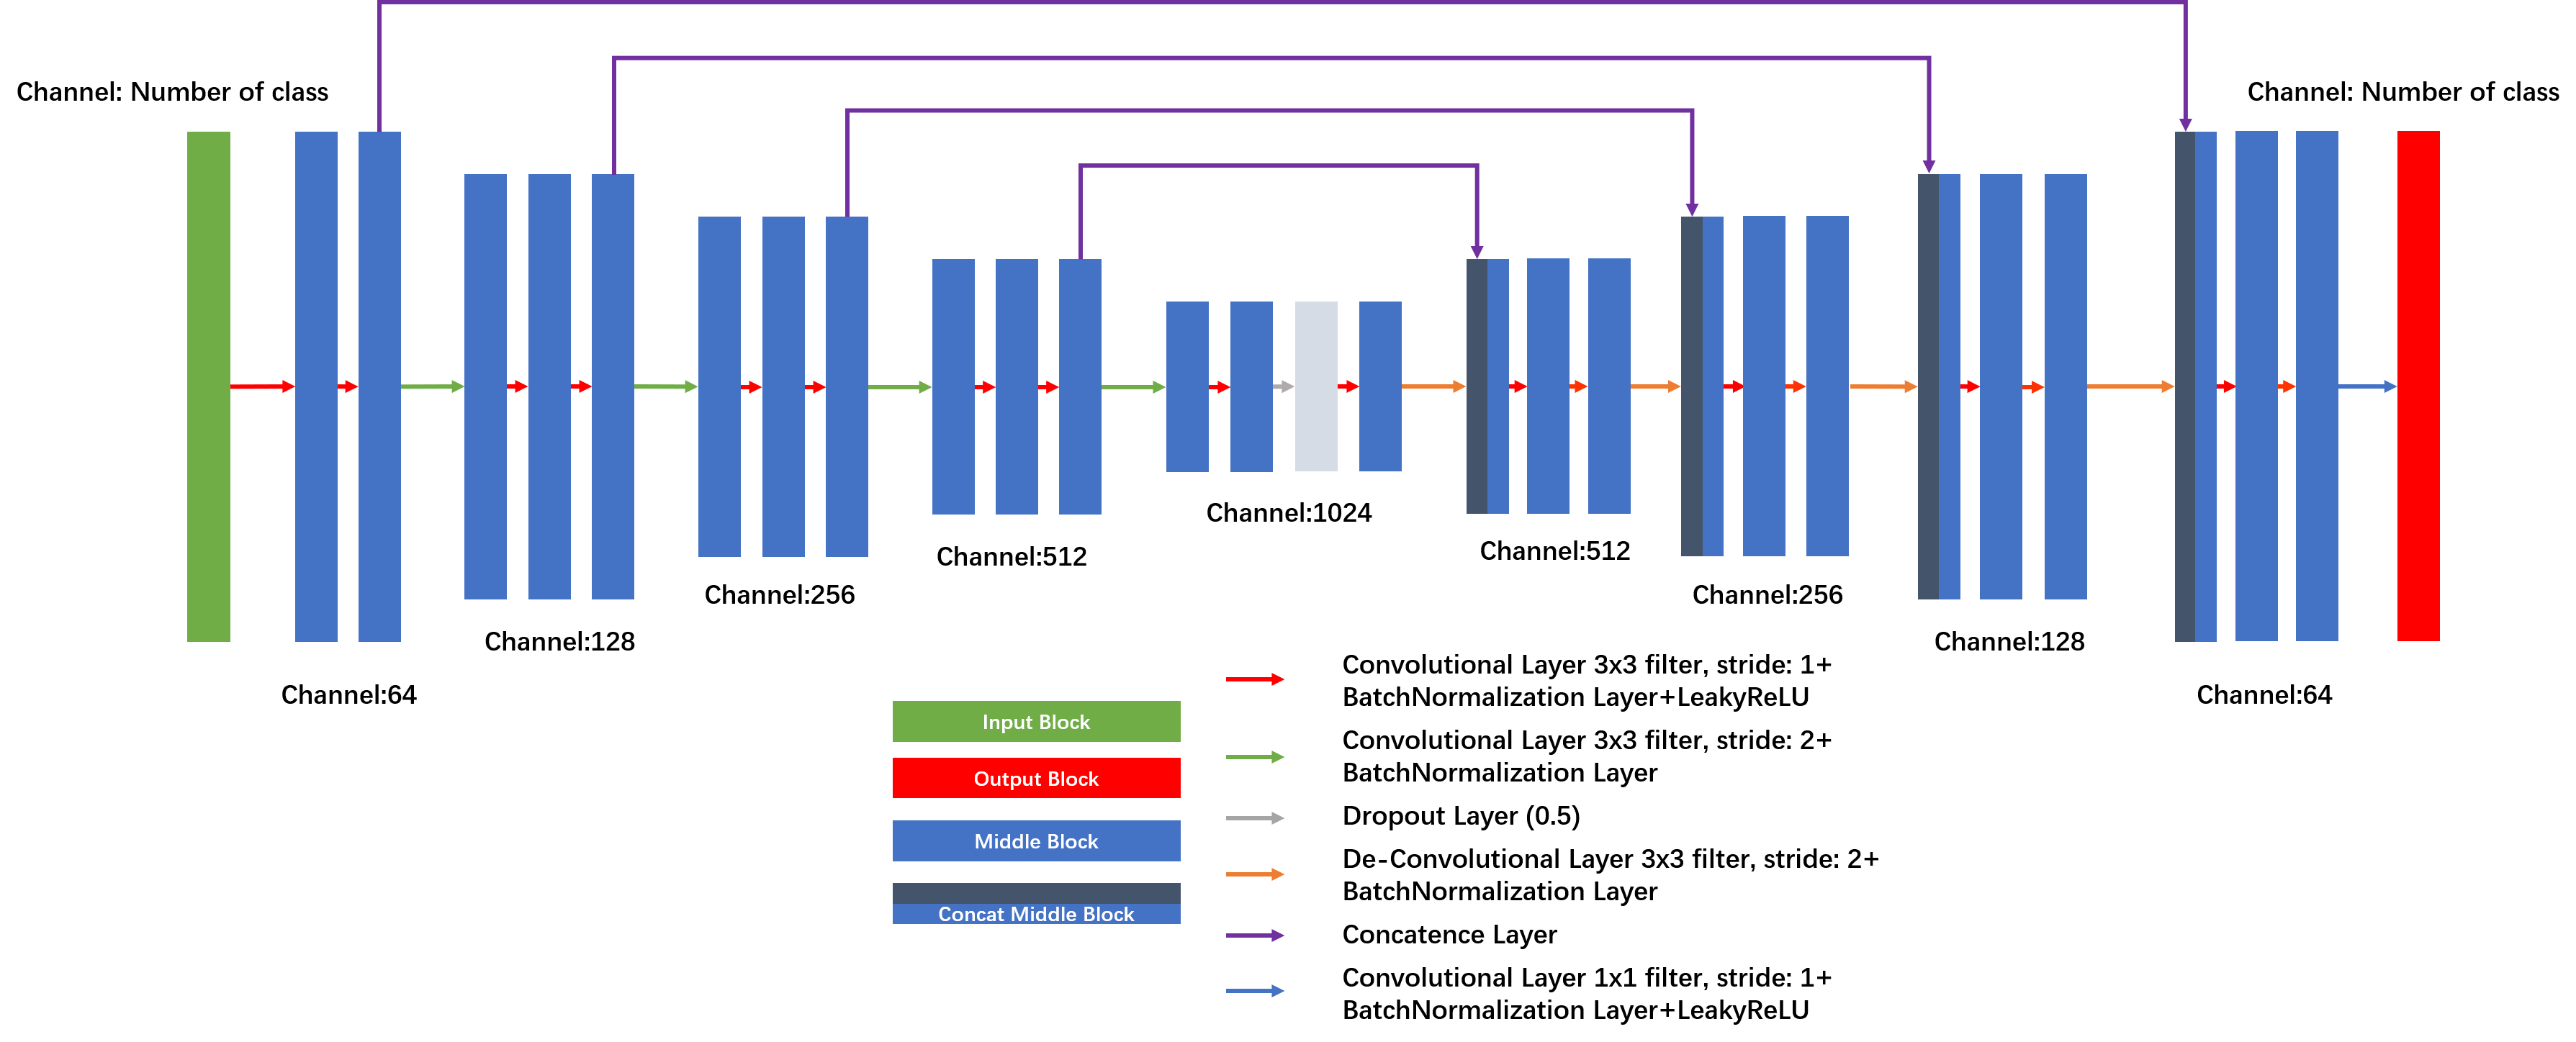 Channel: Number of class
Channel: Number of class
Channel:64
Channel:128
Channel:256
Channel:512
Channel:1024
Channel:512
Channel:256
Channel:128
Channel:64
Input Block
Output Block
Middle Block
Concat Middle Block
Convolutional Layer 3x3 filter, stride: 1+
BatchNormalization Layer+LeakyReLU
Convolutional Layer 3x3 filter, stride: 2+
BatchNormalization Layer
Dropout Layer (0.5)
De-Convolutional Layer 3x3 filter, stride: 2+
BatchNormalization Layer
Concatence Layer
Convolutional Layer 1x1 filter, stride: 1+
BatchNormalization Layer+LeakyReLU